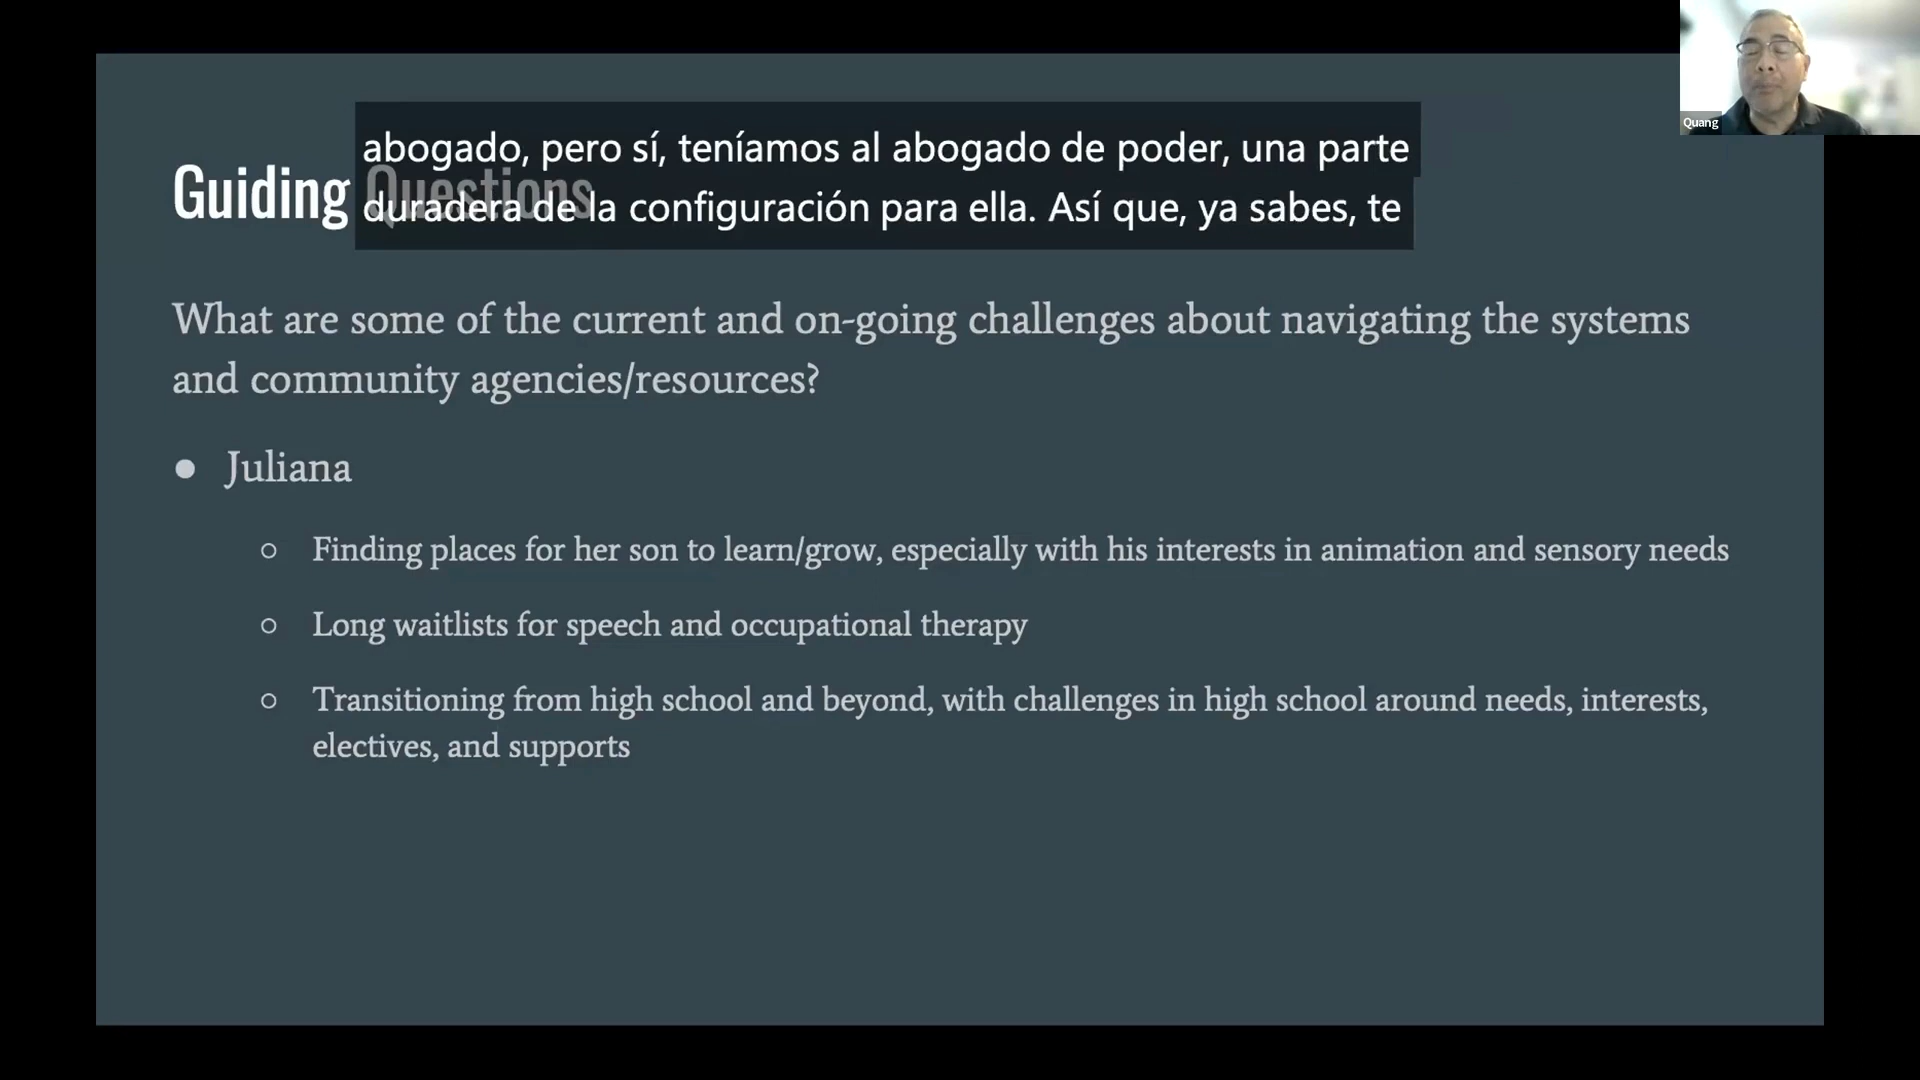 abogado, pero sí, teníamos al abogado de poder, una parte
duradera de la configuración para ella. Así que, ya sabes, te
Guiding Questions
What are some of the current and on-going challenges about navigating the systems
and community agencies/resources?
● Juliana
○ Finding places for her son to learn/grow, especially with his interests in animation and sensory needs
○ Long waitlists for speech and occupational therapy
○ Transitioning from high school and beyond, with challenges in high school around needs, interests,
electives, and supports
Quang